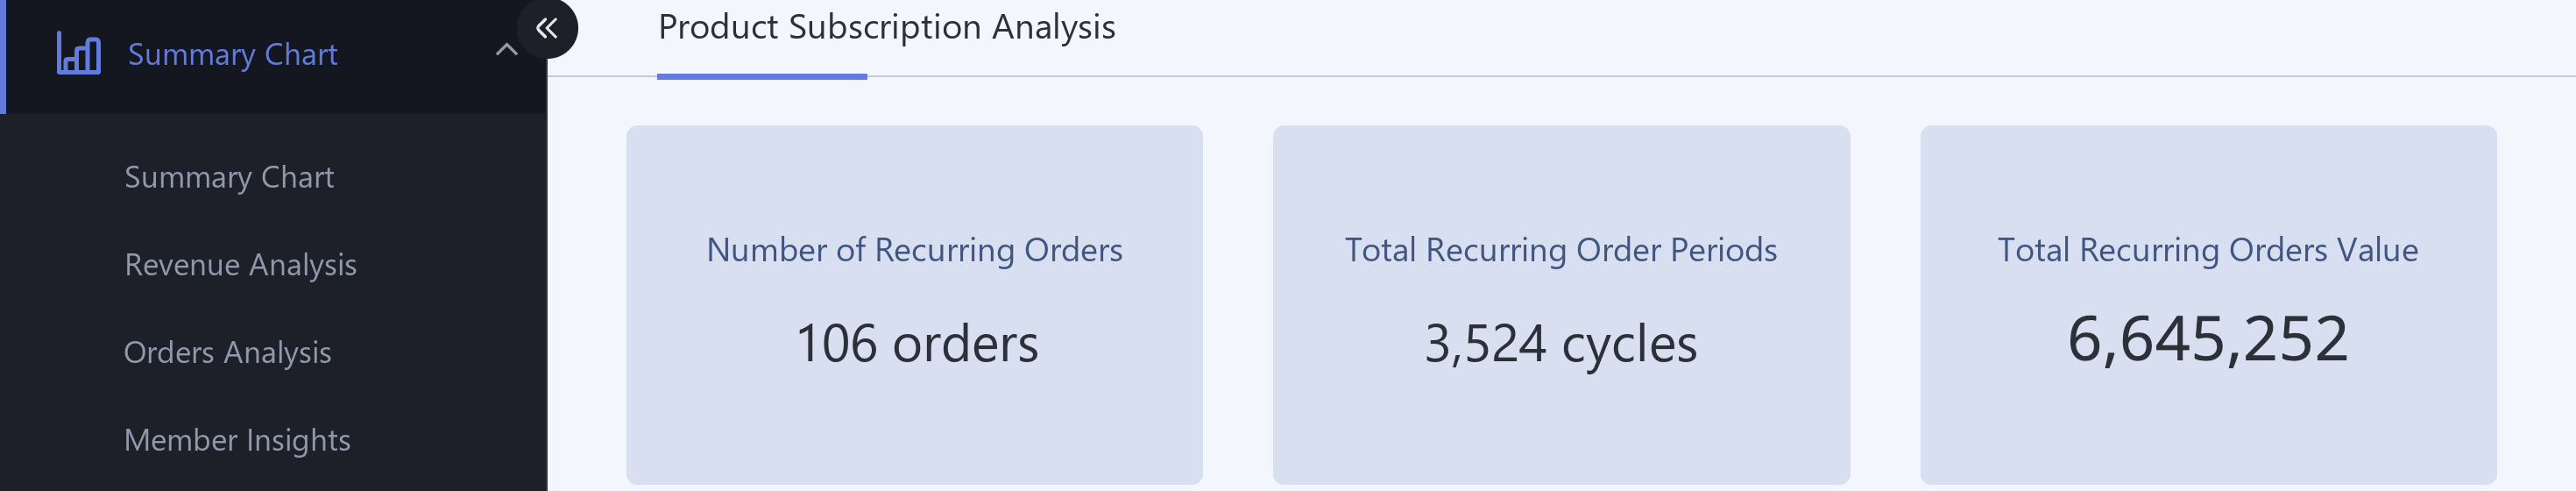 Summary Chart
Summary Chart
Revenue Analysis
Orders Analysis
Member Insights
Product Subscription Analysis
Number of Recurring Orders
106 orders
Total Recurring Order Periods
3,524 cycles
Total Recurring Orders Value
6,645,252